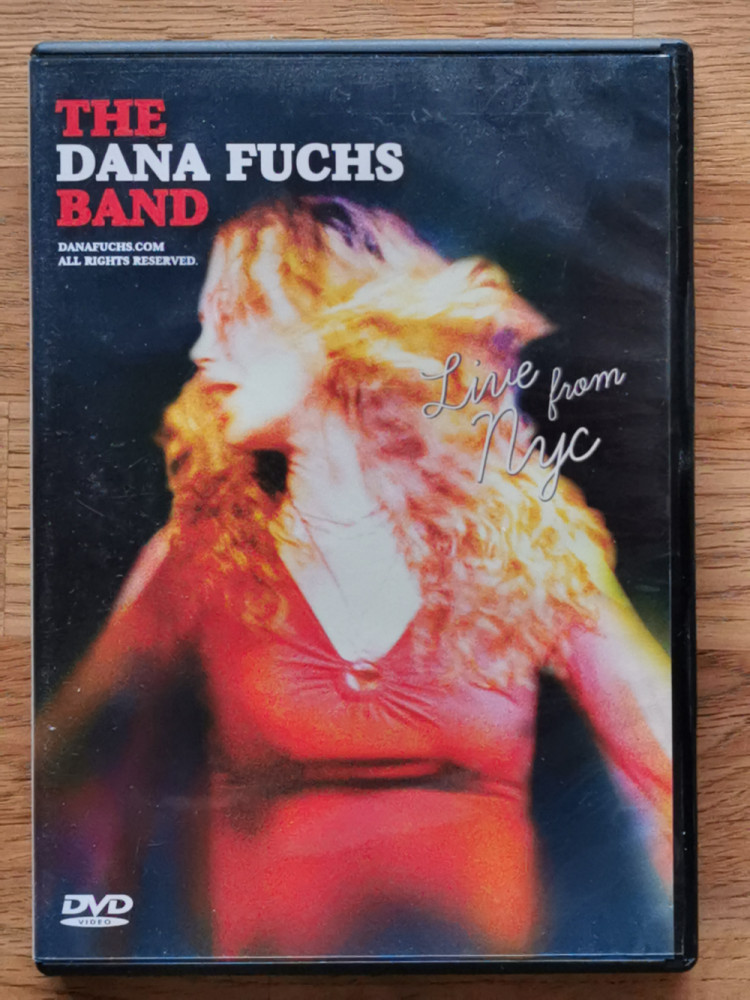 THE
DANA FUCHS
BAND
DANAFUCHS.COM
ALL RIGHTS RESERVED.
Live from
Nyc
DVD
VIDEO